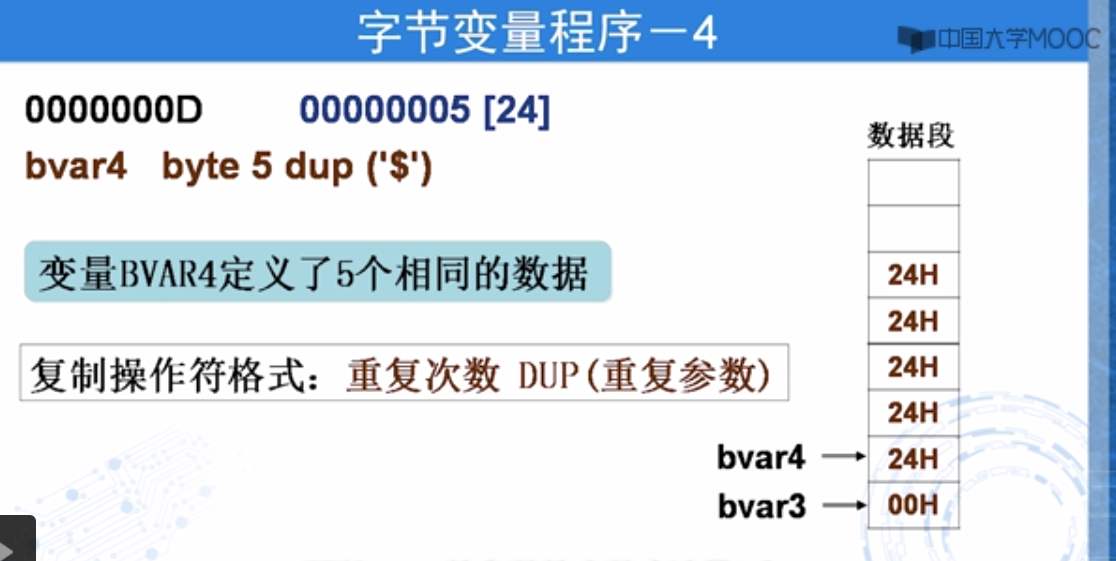 字节变量程序－4
中国大学MOOC
0000000D 00000005 [24]
bvar4 byte 5 dup ('$')
变量BVAR4定义了5个相同的数据
复制操作符格式：重复次数 DUP(重复参数)
数据段
24H
24H
24H
24H
bvar4 24H
bvar3 00H